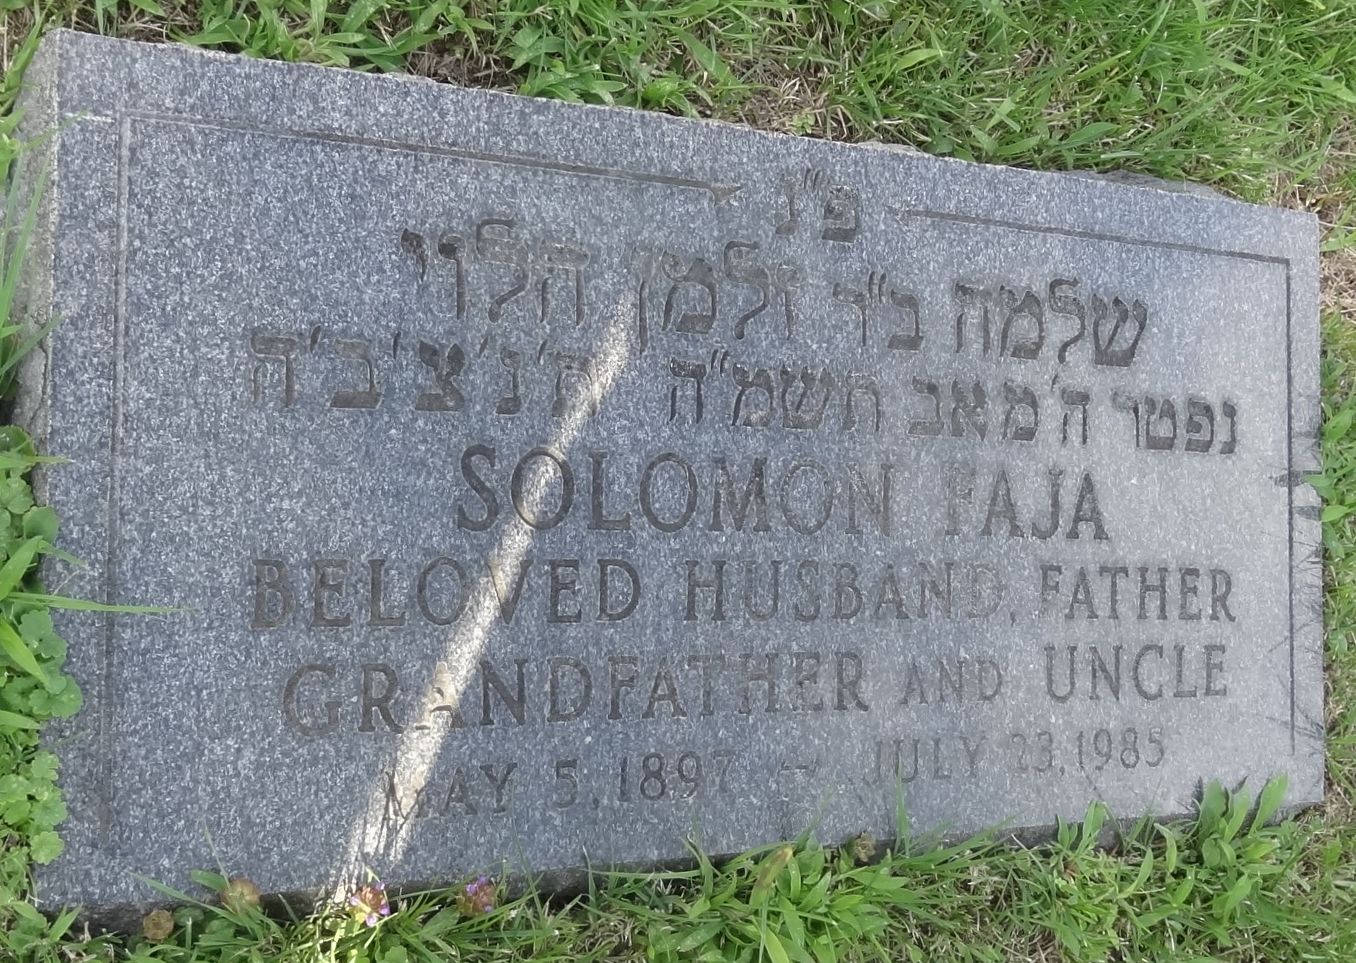 פ"נ
שלמה ב"ר זלמן הלוי
נפטר ה' מאב תשמ"ה ת'נ'צ'ב'ה
SOLOMON FAJA
BELOVED HUSBAND, FATHER
GRANDFATHER AND UNCLE
MAY 5, 1897 – JULY 23, 1985